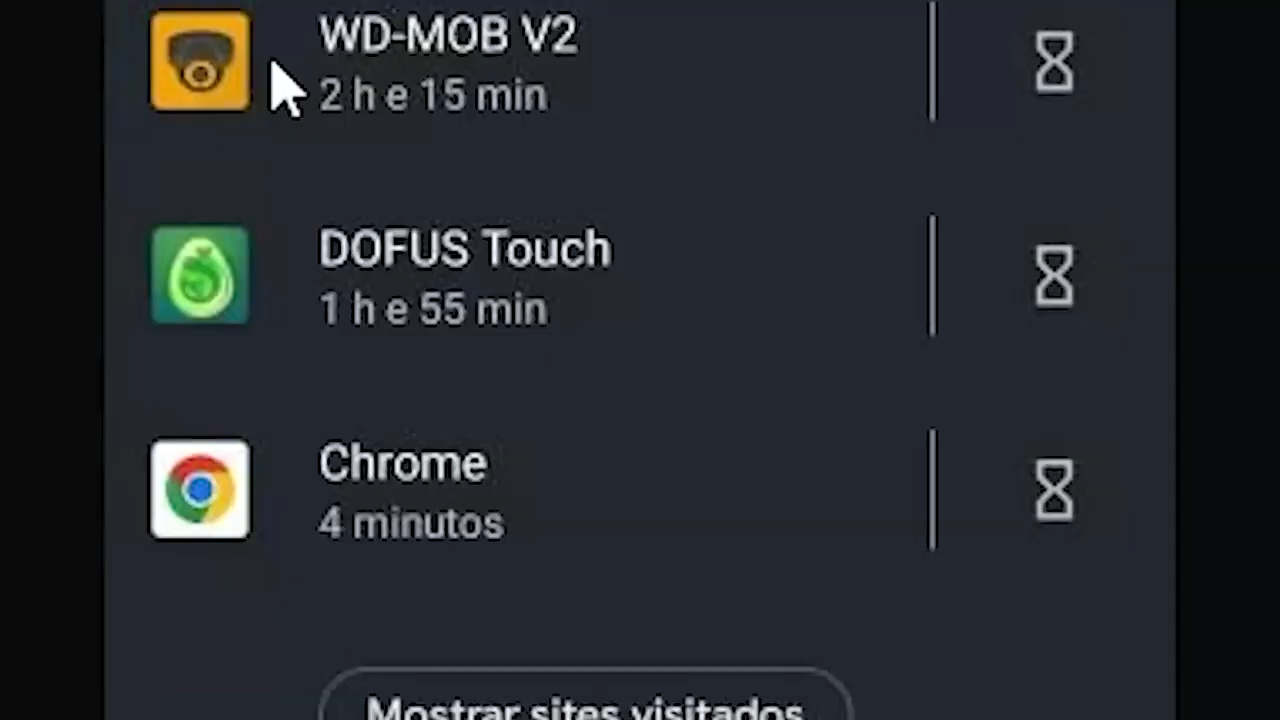 WD-MOB V2
2 h e 15 min
DOFUS Touch
1 h e 55 min
Chrome
4 minutos
Mostrar sites visitados